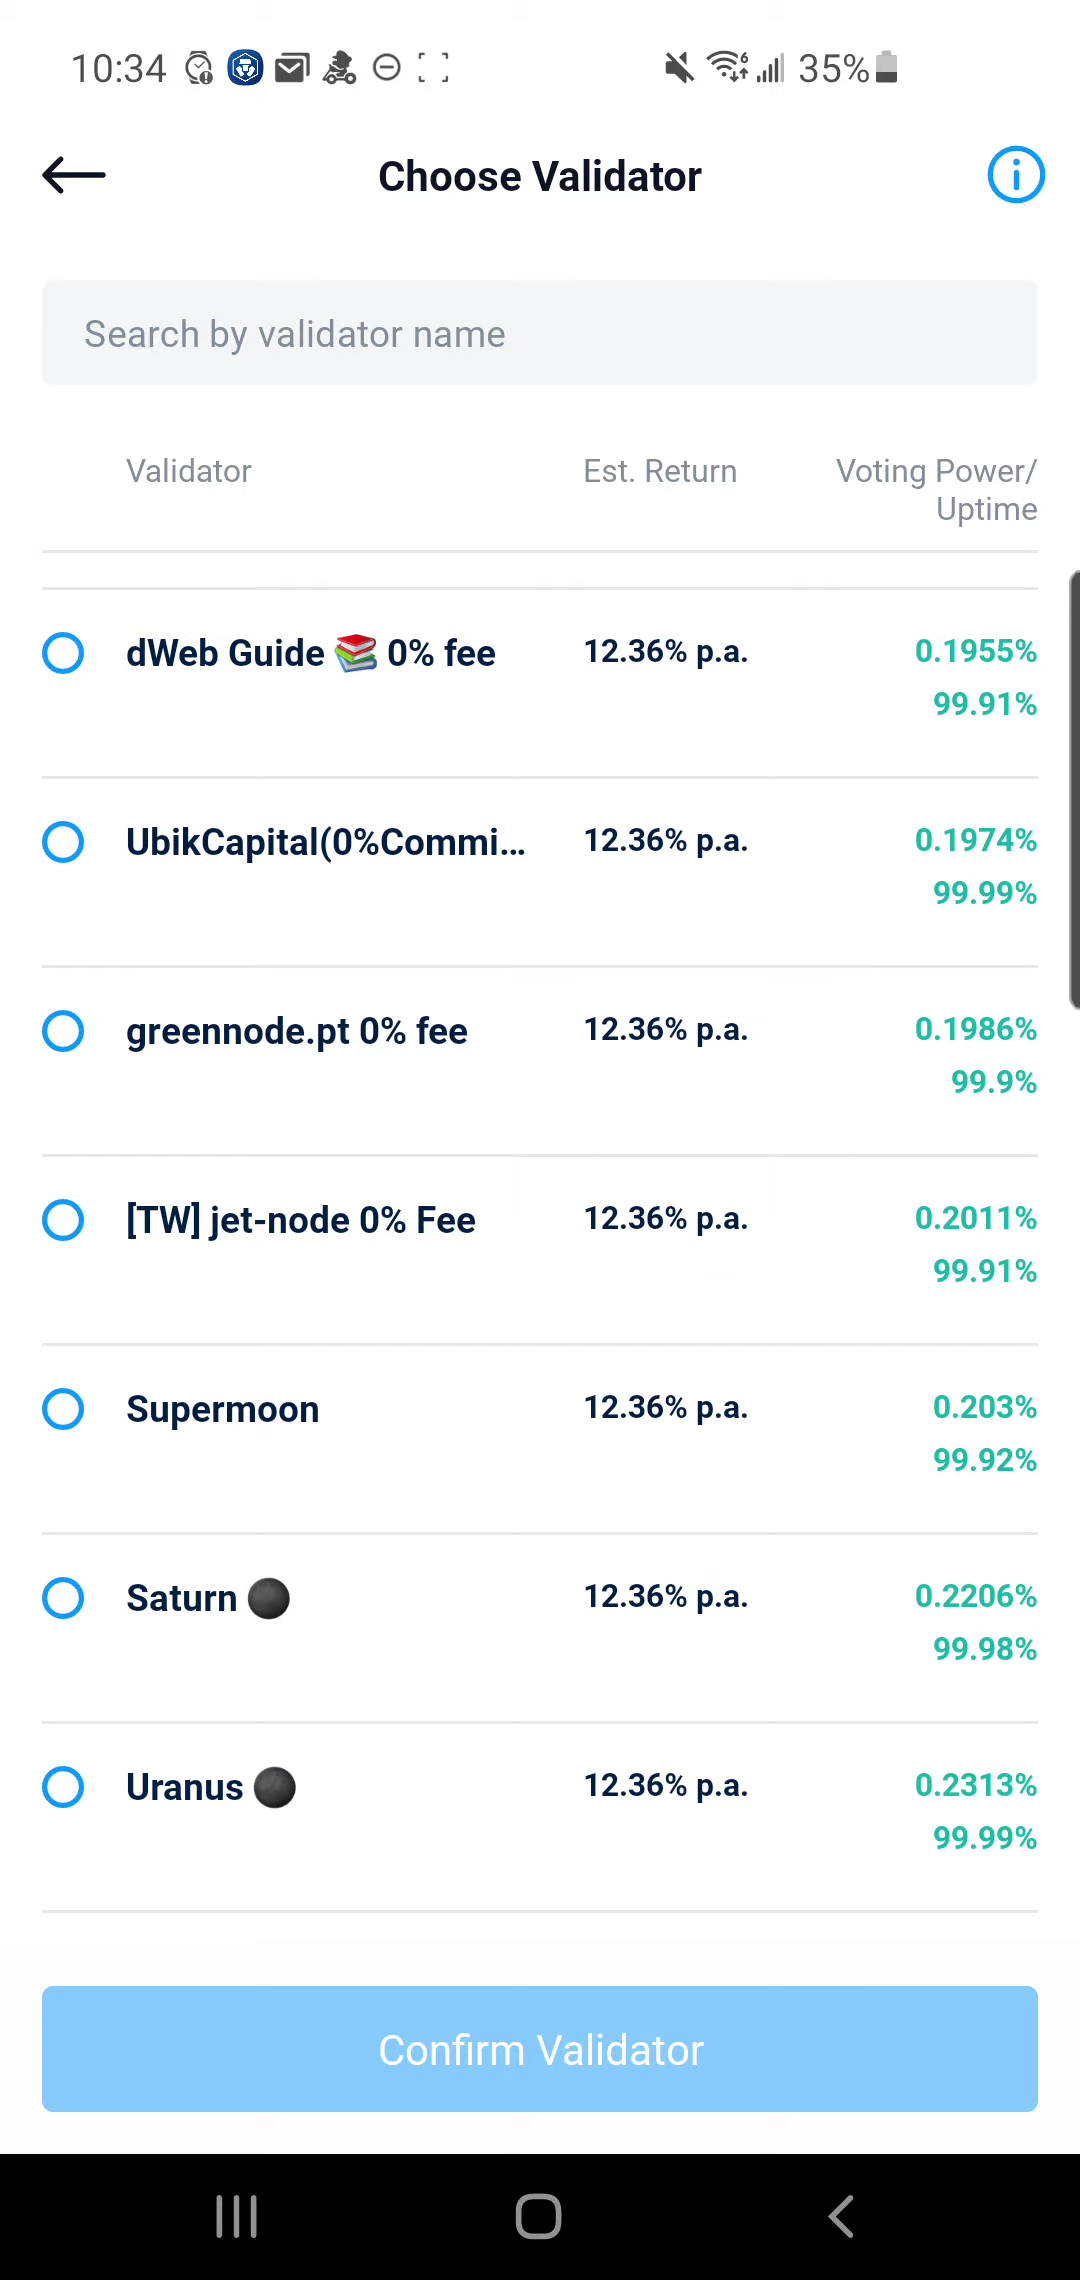 10:34 35%
Choose Validator
Search by validator name
Validator Est. Return Voting Power/
Uptime
dWeb Guide 📚 0% fee 12.36% p.a. 0.1955%
99.91%
UbikCapital(0%Commi... 12.36% p.a. 0.1974%
99.99%
greennode.pt 0% fee 12.36% p.a. 0.1986%
99.9%
[TW] jet-node 0% Fee 12.36% p.a. 0.2011%
99.91%
Supermoon 12.36% p.a. 0.203%
99.92%
Saturn 12.36% p.a. 0.2206%
99.98%
Uranus 12.36% p.a. 0.2313%
99.99%
Confirm Validator